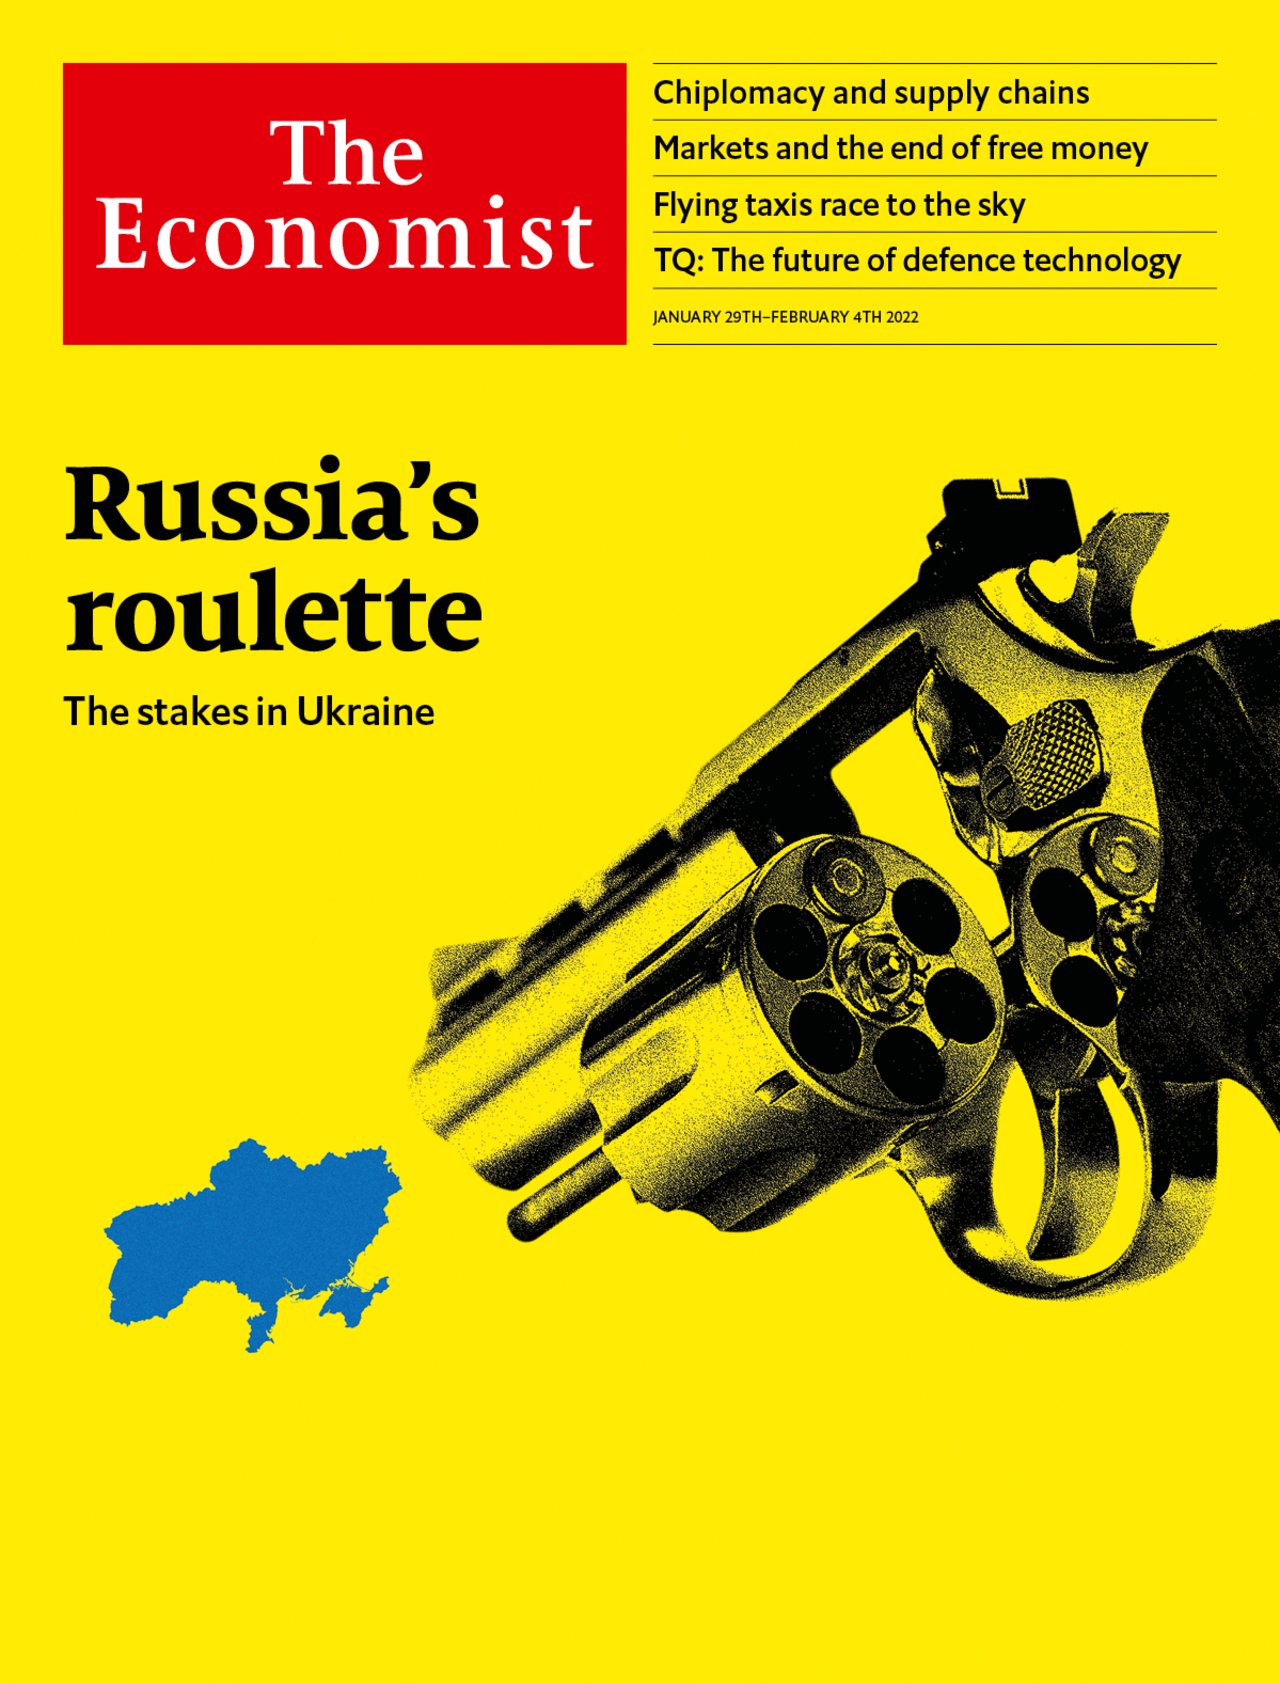 The
Economist
Chiplomacy and supply chains
Markets and the end of free money
Flying taxis race to the sky
TQ: The future of defence technology
JANUARY 29TH–FEBRUARY 4TH 2022
Russia’s
roulette
The stakes in Ukraine